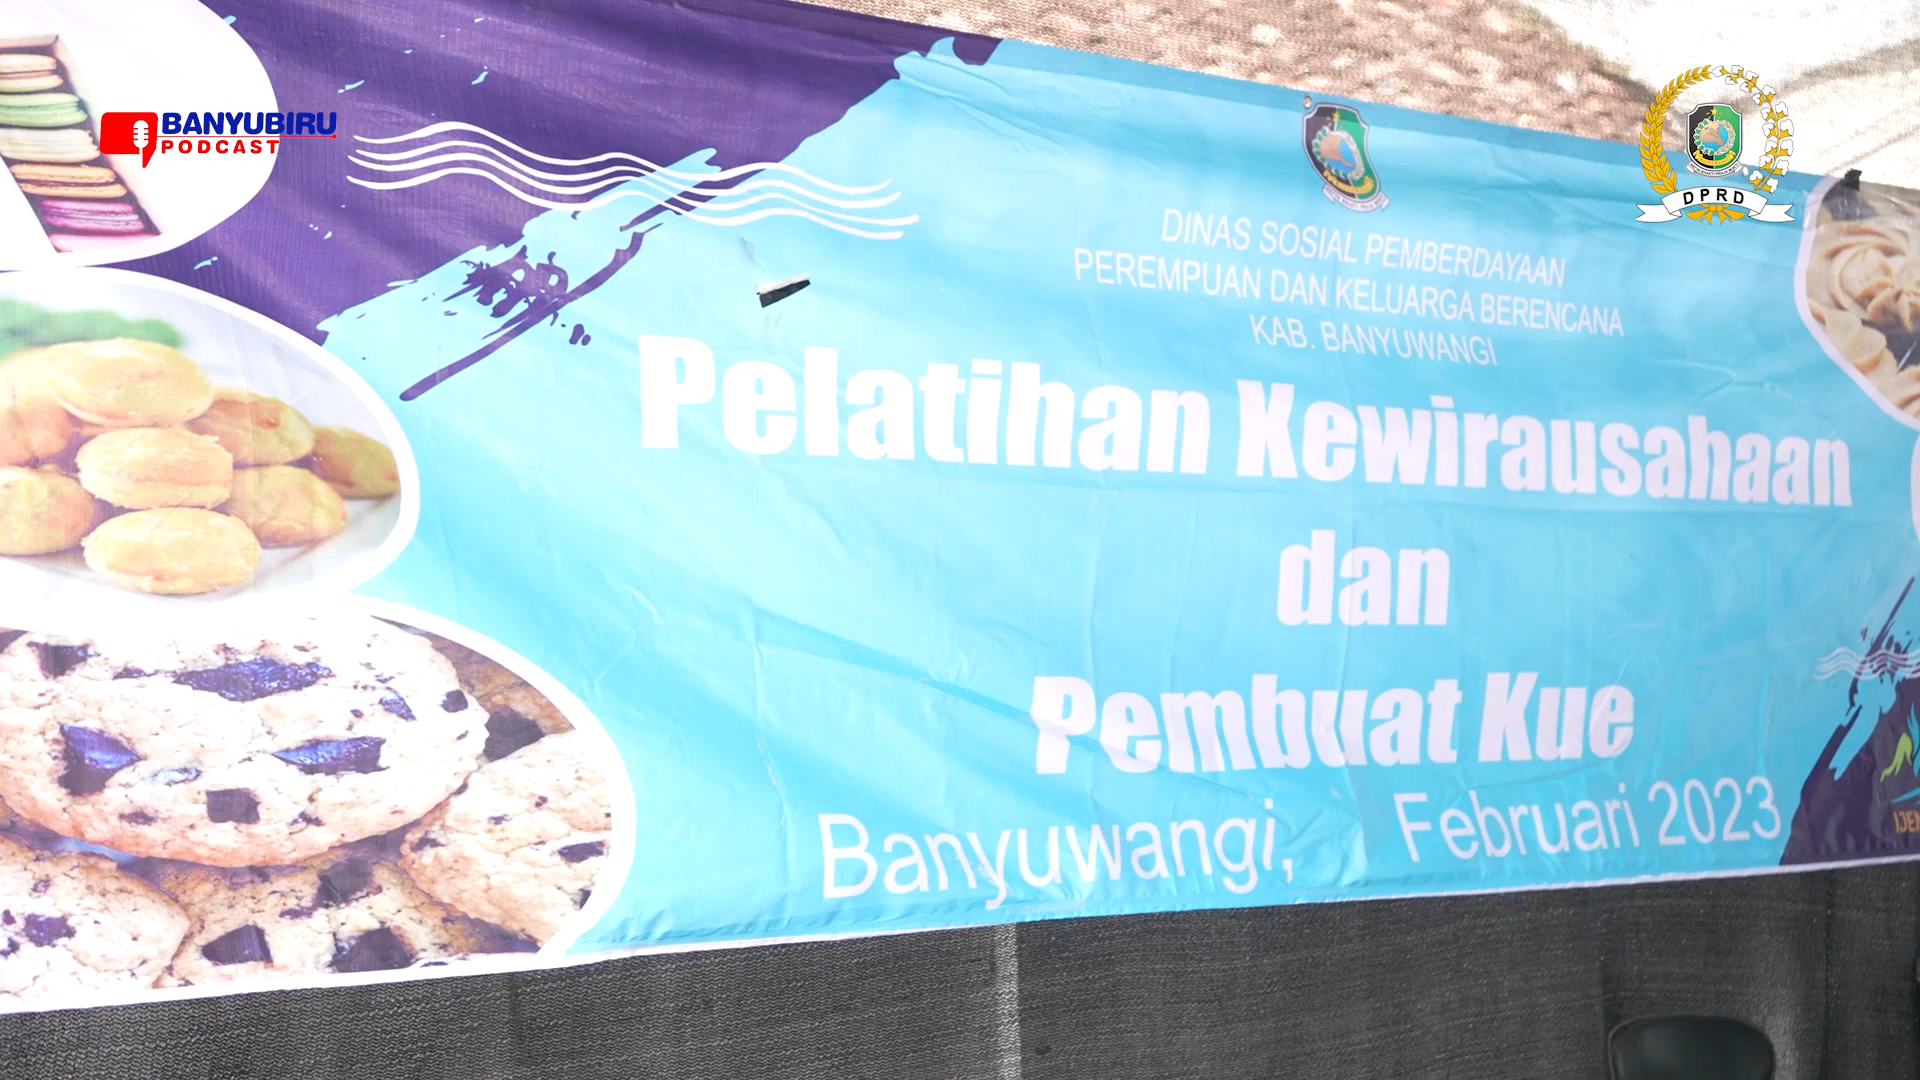 BANYUBIRU
PODCAST
DPRD
DINAS SOSIAL PEMBERDAYAAN
PEREMPUAN DAN KELUARGA BERENCANA
KAB. BANYUWANGI
Pelatihan Kewirausahaan
dan
Pembuat Kue
Banyuwangi, Februari 2023